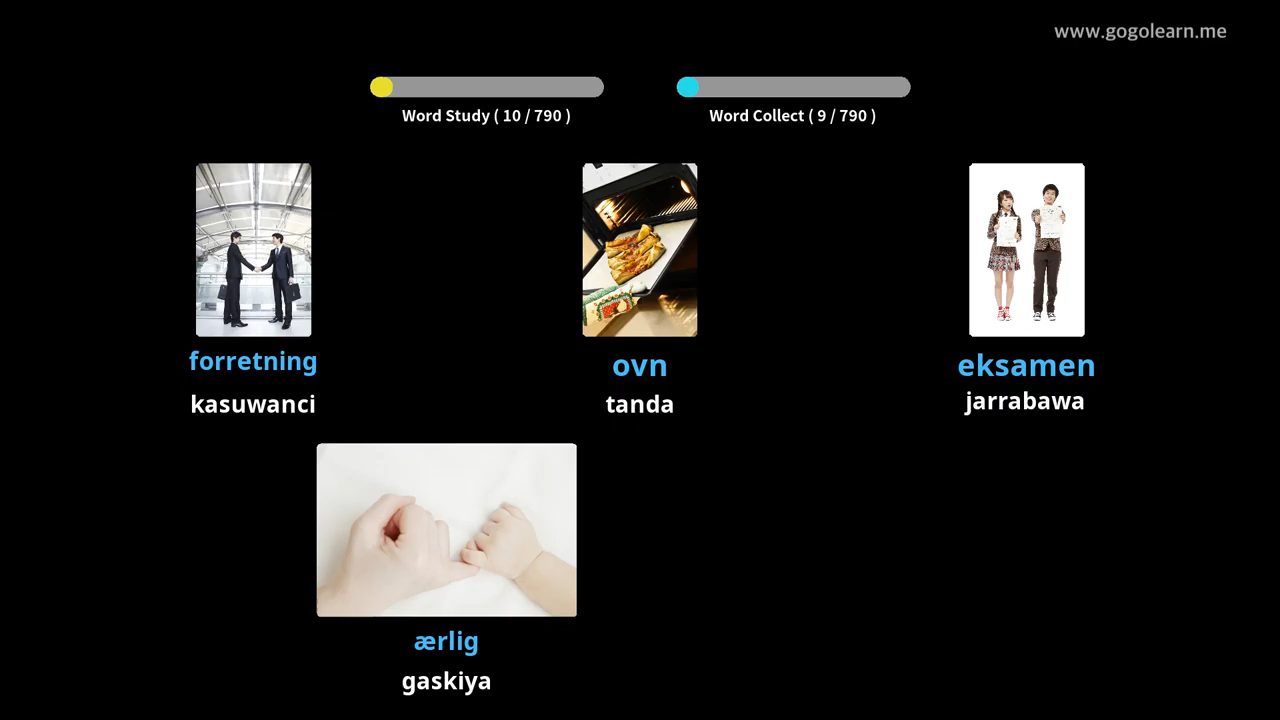 www.gogolearn.me
Word Study ( 10 / 790 )
Word Collect ( 9 / 790 )
forretning
kasuwanci
ovn
tanda
eksamen
jarrabawa
ærlig
gaskiya